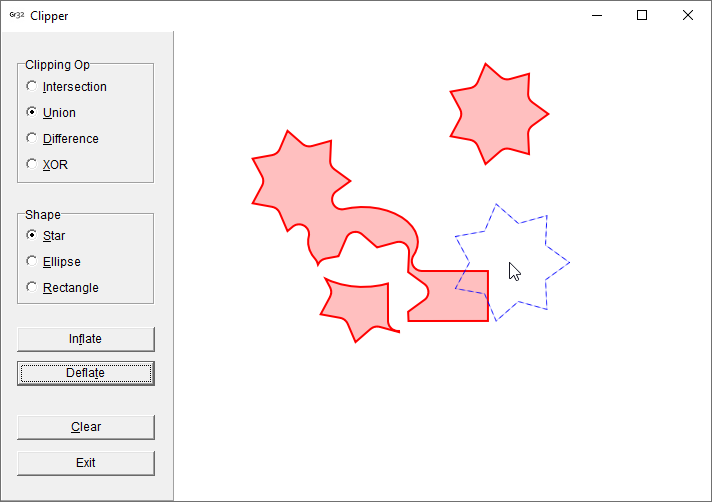 Gr32 Clipper
Clipping Op
Intersection
Union
Difference
XOR
Shape
Star
Ellipse
Rectangle
Inflate
Deflate
Clear
Exit